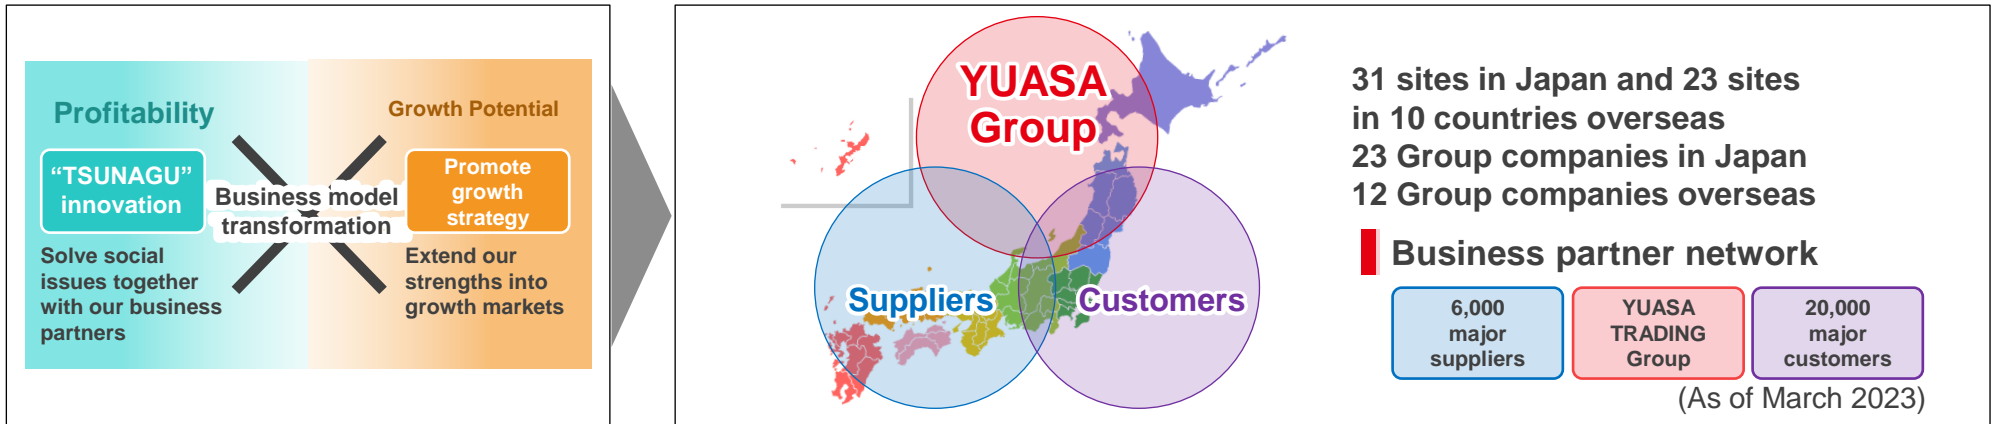 Profitability
Growth Potential
“TSUNAGU”
innovation
Business model
transformation
Promote
growth
strategy
Solve social
issues together
with our business
partners
Extend our
strengths into
growth markets
YUASA
Group
Suppliers
Customers
31 sites in Japan and 23 sites
in 10 countries overseas
23 Group companies in Japan
12 Group companies overseas
Business partner network
6,000
major
suppliers
YUASA
TRADING
Group
20,000
major
customers
(As of March 2023)